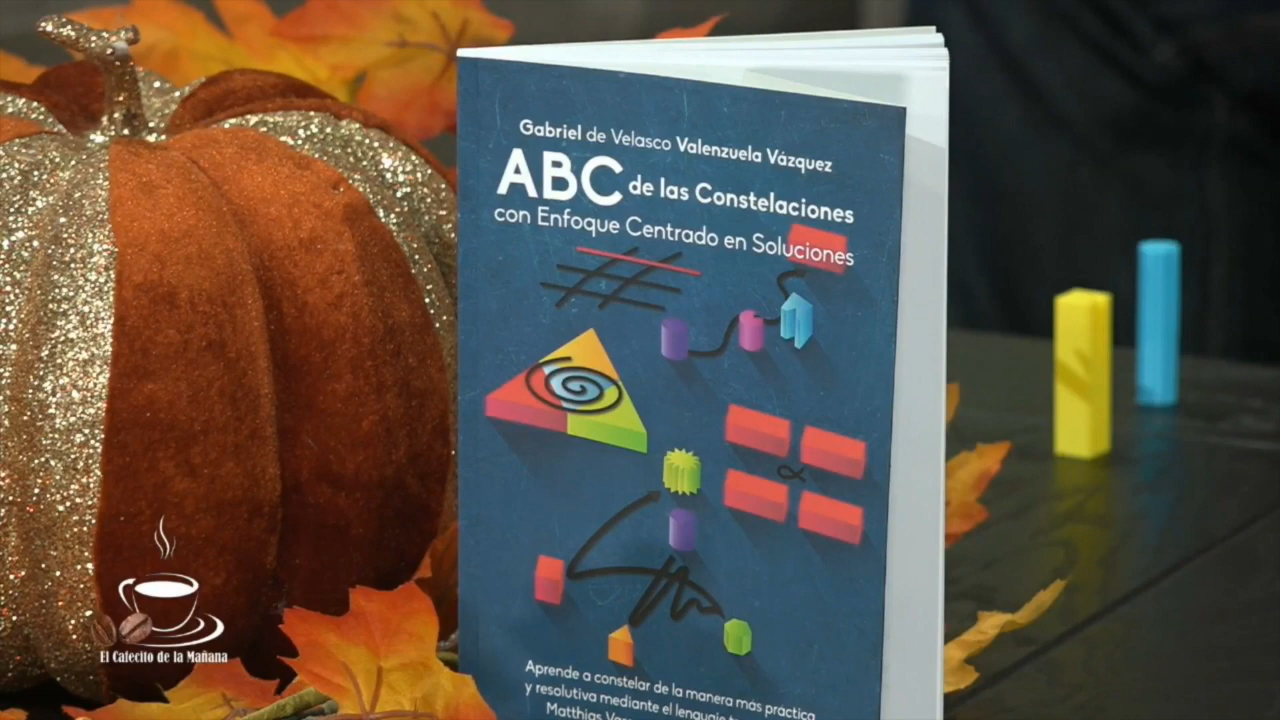 Gabriel de Velasco Valenzuela Vázquez
ABC de las Constelaciones
con Enfoque Centrado en Soluciones
Aprende a constelar de la manera más práctica
y resolutiva mediante el lenguaje
Matthias
El Cafecito de la Mañana